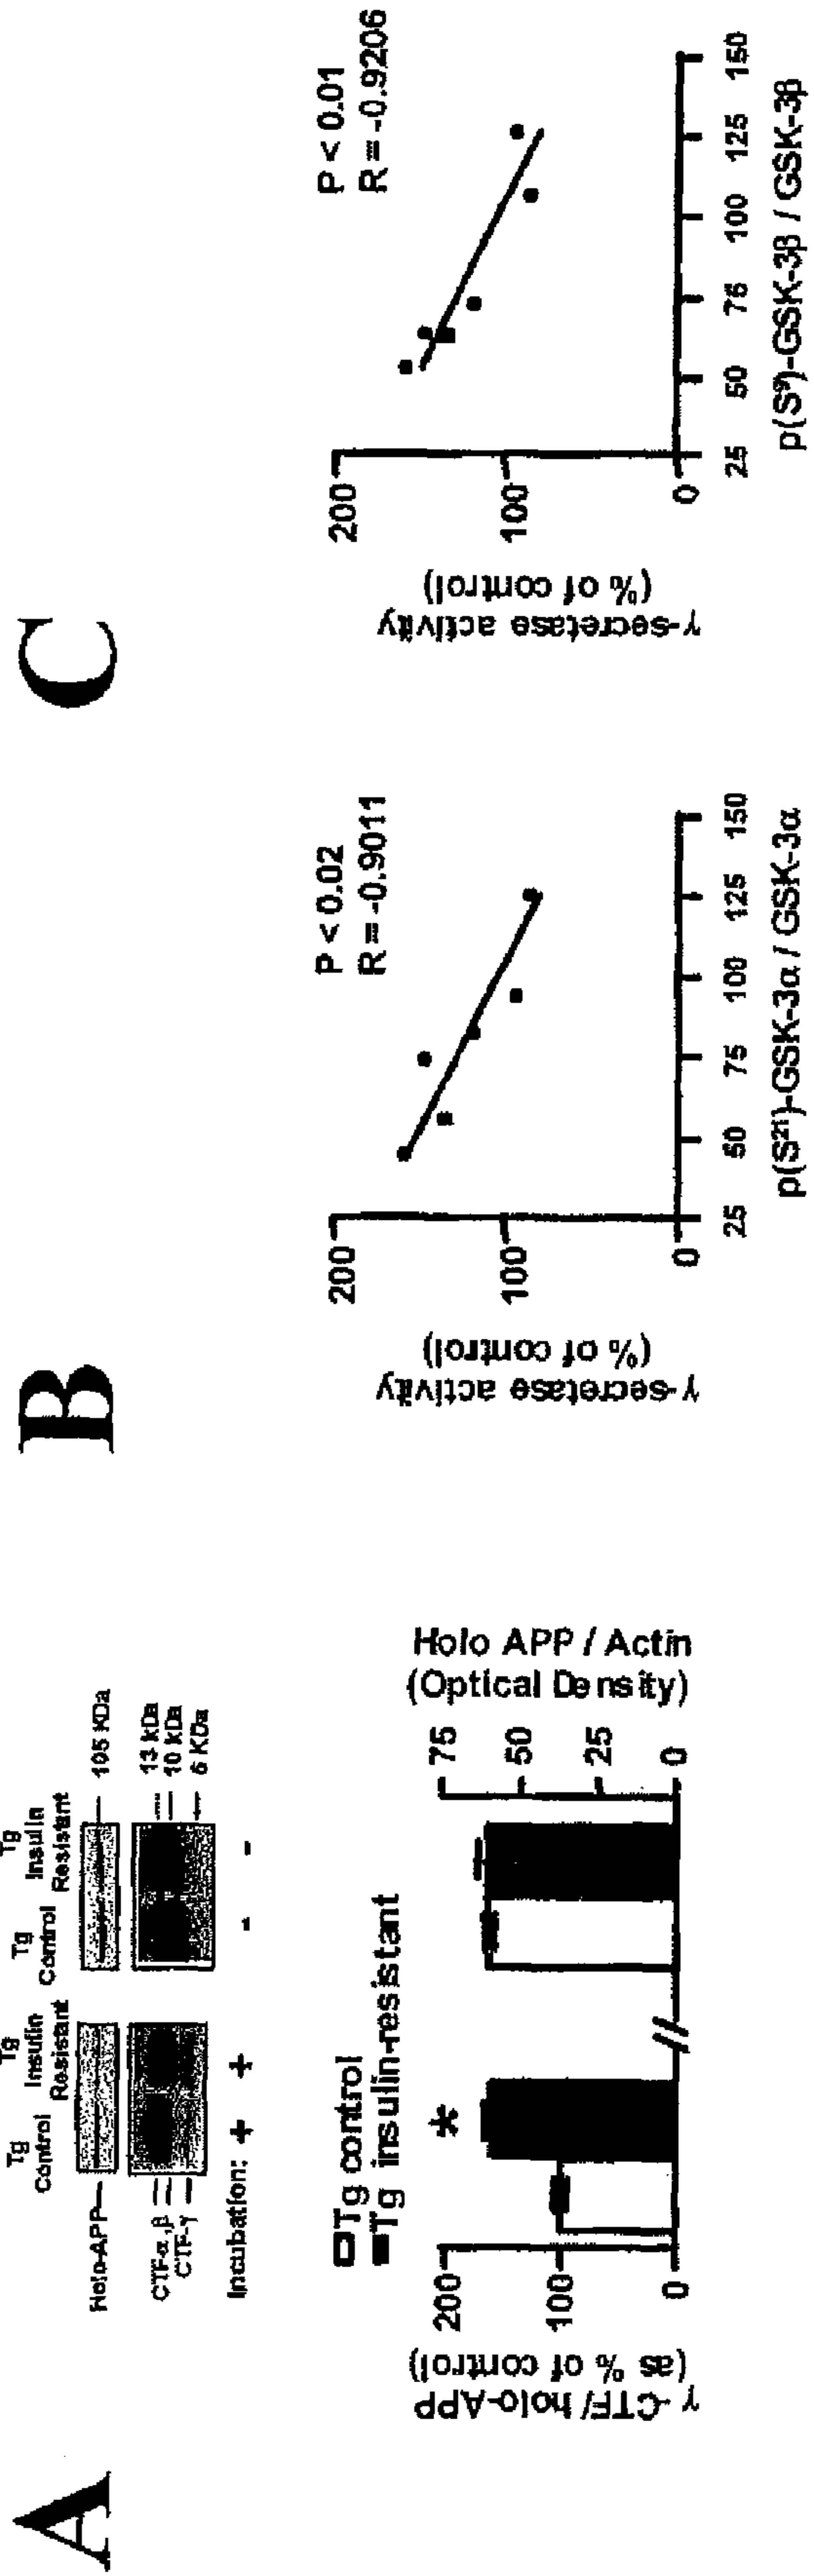 A
Tg
Control
Tg
Insulin
Resistant
Tg
Control
Tg
Insulin
Resistant
Holo-APP
105 KDa
CTF-α,β
CTF-γ
13 kDa
10 kDa
6 KDa
Incubation: + + - -
Tg control
Tg insulin-resistant
*
γ-CTF/holo-APP
(as % of control)
200
100
0
Holo APP / Actin
(Optical Density)
75
50
25
0
B
P < 0.02
R = -0.9011
γ-secretase activity
(% of control)
200
100
0
25 50 75 100 125 150
p(S²¹)-GSK-3α / GSK-3α
C
P < 0.01
R = -0.9206
γ-secretase activity
(% of control)
200
100
0
25 50 75 100 125 150
p(S⁹)-GSK-3β / GSK-3β